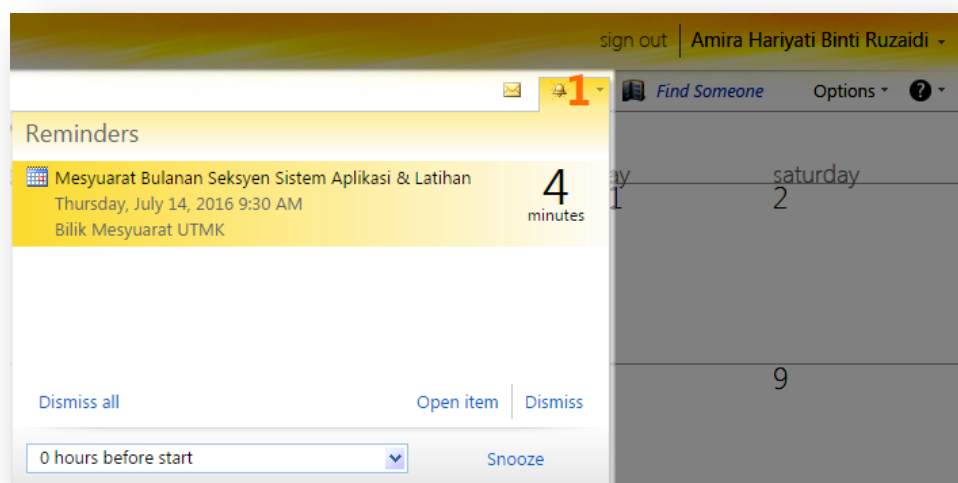 sign out Amira Hariyati Binti Ruzaidi
1 Find Someone Options ?
Reminders
Mesyuarat Bulanan Seksyen Sistem Aplikasi & Latihan
Thursday, July 14, 2016 9:30 AM
Bilik Mesyuarat UTMK
4
minutes
ay saturday
1 2
9
Dismiss all Open item Dismiss
0 hours before start Snooze